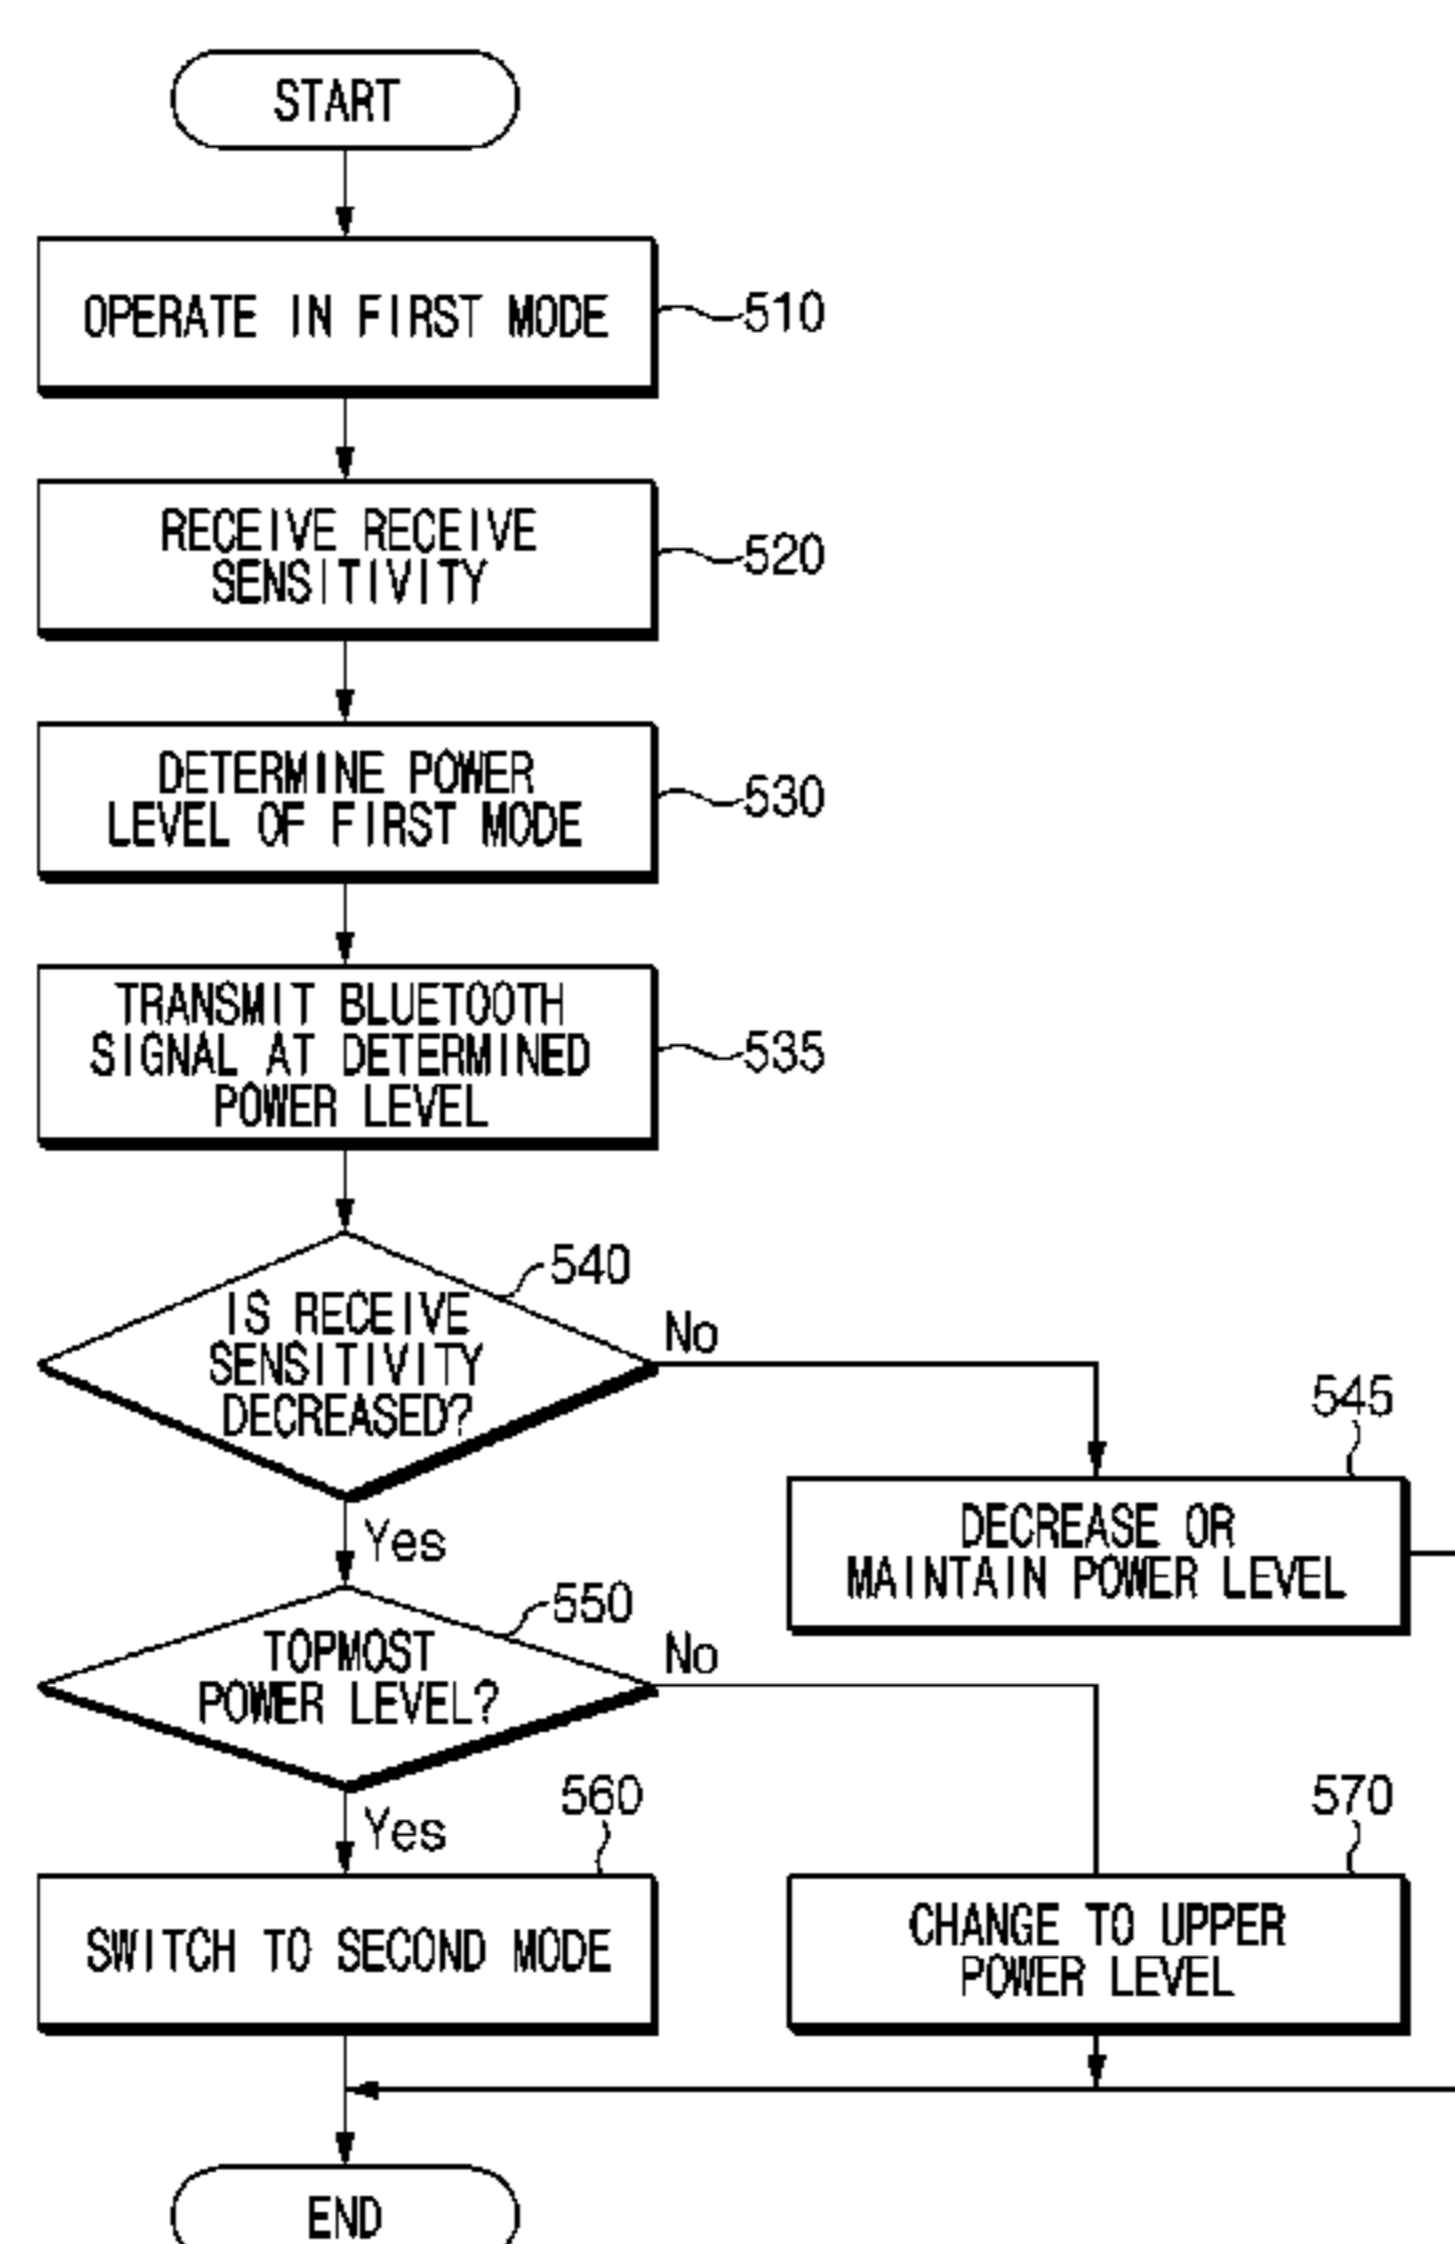 START
OPERATE IN FIRST MODE
510
RECEIVE RECEIVE
SENSITIVITY
520
DETERMINE POWER
LEVEL OF FIRST MODE
530
TRANSMIT BLUETOOTH
SIGNAL AT DETERMINED
POWER LEVEL
535
540
IS RECEIVE
SENSITIVITY
DECREASED?
No
Yes
545
DECREASE OR
MAINTAIN POWER LEVEL
550
TOPMOST
POWER LEVEL?
No
Yes
560
SWITCH TO SECOND MODE
570
CHANGE TO UPPER
POWER LEVEL
END